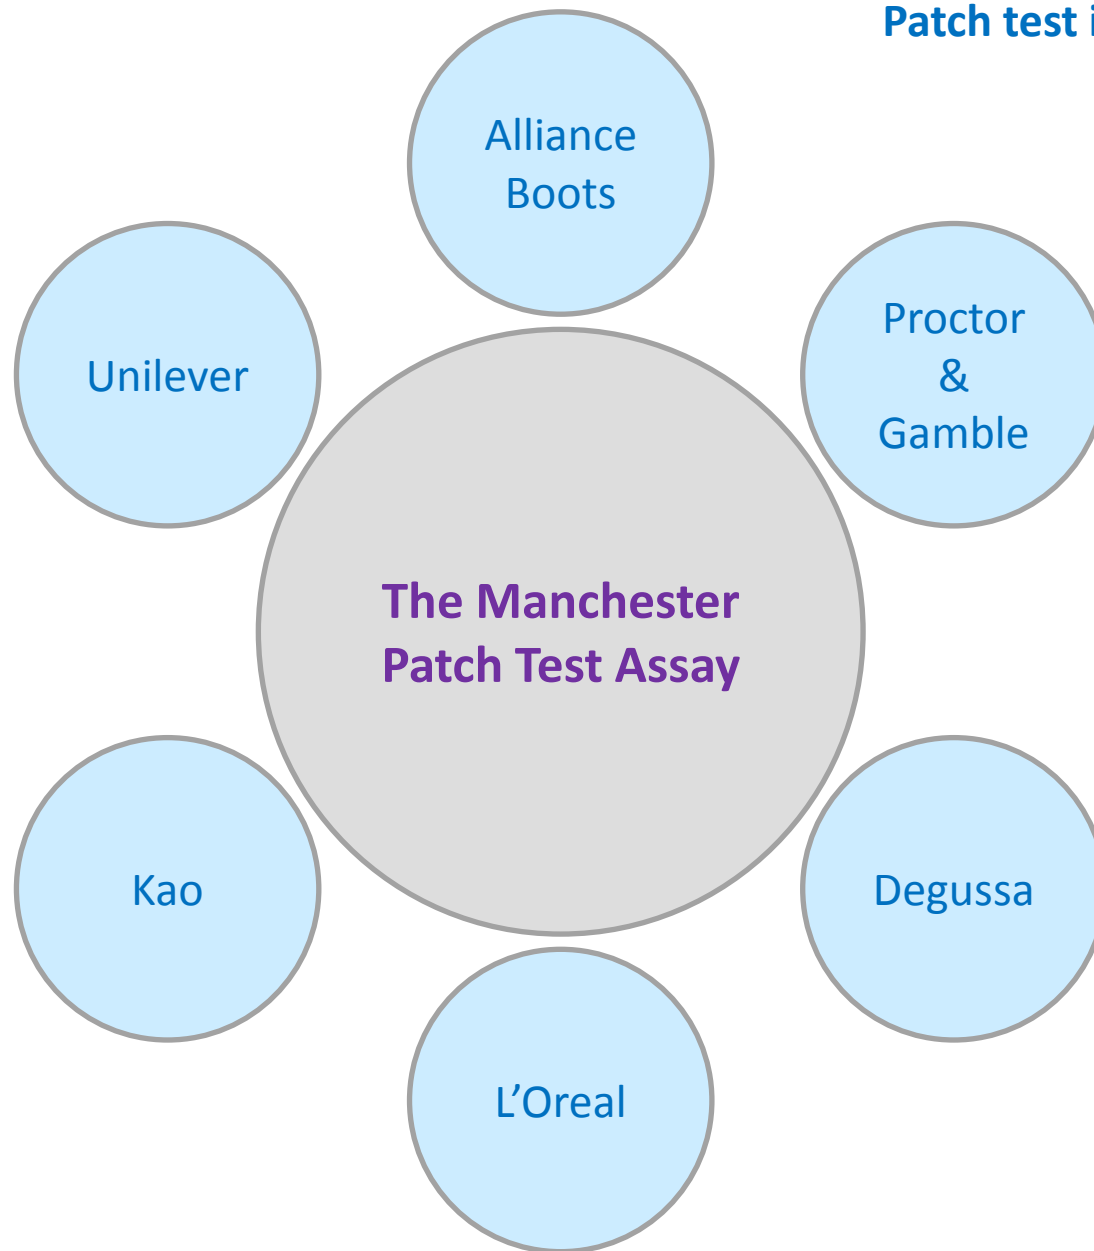 Patch test i
Alliance
Boots
Unilever
Proctor
&
Gamble
The Manchester
Patch Test Assay
Kao
Degussa
L’Oreal